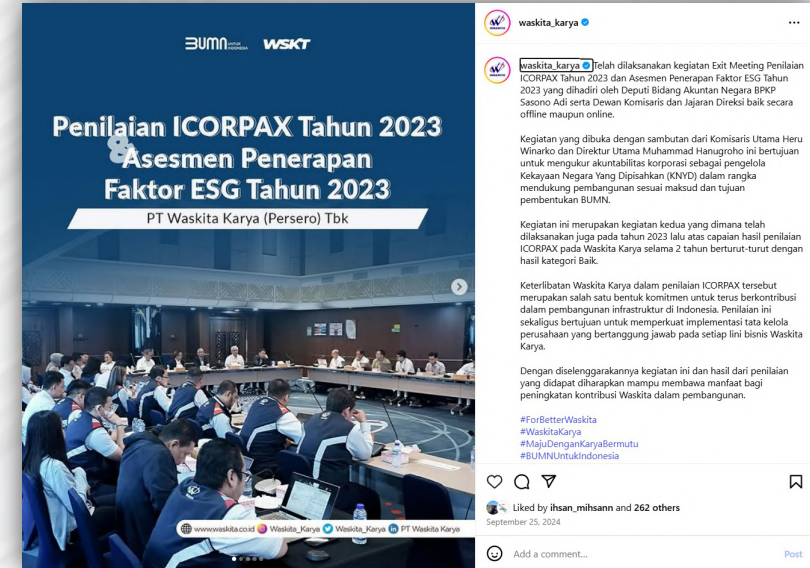 BUMN UNTUK INDONESIA WSKT
Penilaian ICORPAX Tahun 2023
&
Asesmen Penerapan
Faktor ESG Tahun 2023
PT Waskita Karya (Persero) Tbk
www.waskita.co.id Waskita_Karya Waskita_Karya PT Waskita Karya
waskita_karya
waskita_karya Telah dilaksanakan kegiatan Exit Meeting Penilaian
ICORPAX Tahun 2023 dan Asesmen Penerapan Faktor ESG Tahun
2023 yang dihadiri oleh Deputi Bidang Akuntan Negara BPKP
Sasono Adi serta Dewan Komisaris dan Jajaran Direksi baik secara
offline maupun online.
Kegiatan yang dibuka dengan sambutan dari Komisaris Utama Heru
Winarko dan Direktur Utama Muhammad Hanugroho ini bertujuan
untuk mengukur akuntabilitas korporasi sebagai pengelola
Kekayaan Negara Yang Dipisahkan (KNYD) dalam rangka
mendukung pembangunan sesuai maksud dan tujuan
pembentukan BUMN.
Kegiatan ini merupakan kegiatan kedua yang dimana telah
dilaksanakan juga pada tahun 2023 lalu atas capaian hasil penilaian
ICORPAX pada Waskita Karya selama 2 tahun berturut-turut dengan
hasil kategori Baik.
Keterlibatan Waskita Karya dalam penilaian ICORPAX tersebut
merupakan salah satu bentuk komitmen untuk terus berkontribusi
dalam pembangunan infrastruktur di Indonesia. Penilaian ini
sekaligus bertujuan untuk memperkuat implementasi tata kelola
perusahaan yang bertanggung jawab pada setiap lini bisnis Waskita
Karya.
Dengan diselenggarakannya kegiatan ini dan hasil dari penilaian
yang didapat diharapkan mampu membawa manfaat bagi
peningkatan kontribusi Waskita dalam pembangunan.
#ForBetterWaskita
#WaskitaKarya
#MajuDenganKaryaBermutu
#BUMNUntukIndonesia
Liked by ihsan_mihsann and 262 others
September 25, 2024
Add a comment...
Post